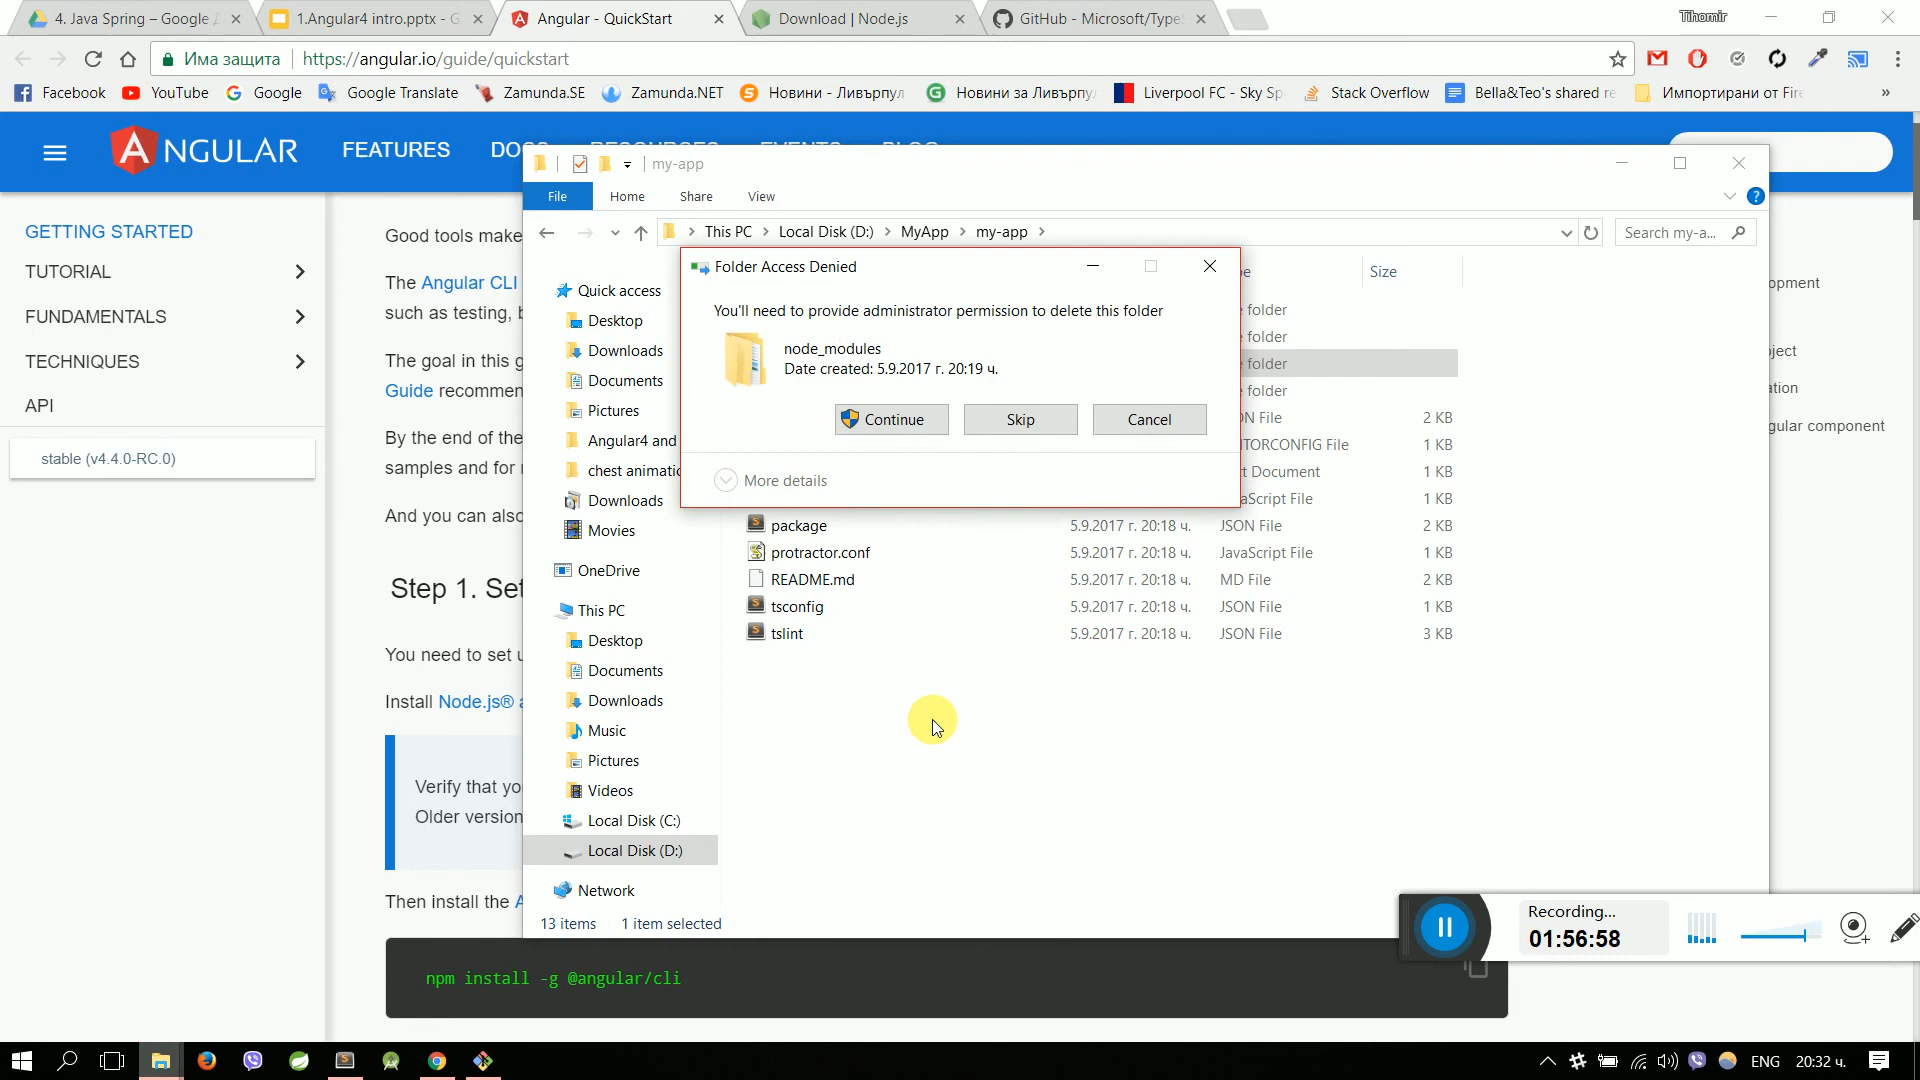 4. Java Spring – Google
1.Angular4 intro.pptx - G
Angular - QuickStart
Download | Node.js
GitHub - Microsoft/Type
Tihomir
Има защита
https://angular.io/guide/quickstart
Facebook
YouTube
Google
Google Translate
Zamunda.SE
Zamunda.NET
Новини - Ливърпул
Новини за Ливърпу
Liverpool FC - Sky Sp
Stack Overflow
Bella&Teo's shared re
Импортирани от Fire
»
ANGULAR
FEATURES
DOCS
RESOURCES
EVENTS
BLOG
GETTING STARTED
TUTORIAL
FUNDAMENTALS
TECHNIQUES
API
stable (v4.4.0-RC.0)
Good tools make
The Angular CLI
such as testing, b
The goal in this g
Guide recommen
By the end of the
samples and for
And you can also
Step 1. Set
You need to set u
Install Node.js® a
Verify that yo
Older version
Then install the A
npm install -g @angular/cli
opment
oject
ation
gular component
my-app
File
Home
Share
View
This PC
Local Disk (D:)
MyApp
my-app
Search my-a...
Quick access
Desktop
Downloads
Documents
Pictures
Angular4 and
chest animatic
Downloads
Movies
OneDrive
This PC
Desktop
Documents
Downloads
Music
Pictures
Videos
Local Disk (C:)
Local Disk (D:)
Network
13 items
1 item selected
Folder Access Denied
You'll need to provide administrator permission to delete this folder
node_modules
Date created: 5.9.2017 г. 20:19 ч.
Continue
Skip
Cancel
More details
pe
Size
folder
folder
folder
folder
ON File
2 KB
ITORCONFIG File
1 KB
t Document
1 KB
aScript File
1 KB
package
5.9.2017 г. 20:18 ч.
JSON File
2 KB
protractor.conf
5.9.2017 г. 20:18 ч.
JavaScript File
1 KB
README.md
5.9.2017 г. 20:18 ч.
MD File
2 KB
tsconfig
5.9.2017 г. 20:18 ч.
JSON File
1 KB
tslint
5.9.2017 г. 20:18 ч.
JSON File
3 KB
Recording...
01:56:58
ENG
20:32 ч.